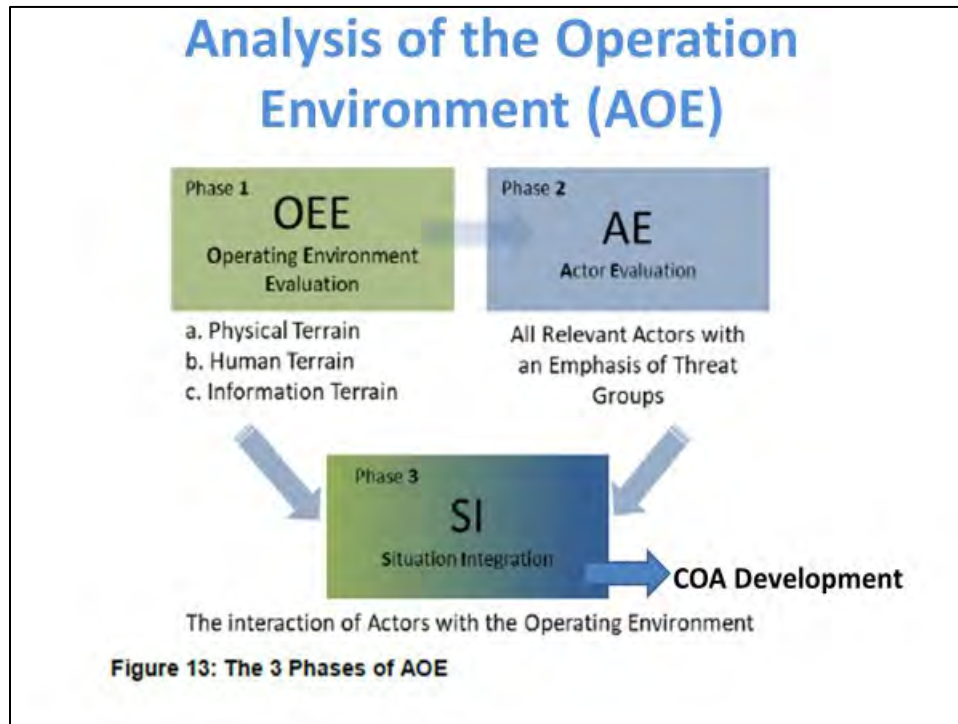 Analysis of the Operation
Environment (AOE)
Phase 1
OEE
Operating Environment
Evaluation
a. Physical Terrain
b. Human Terrain
c. Information Terrain
Phase 2
AE
Actor Evaluation
All Relevant Actors with
an Emphasis of Threat
Groups
Phase 3
SI
Situation Integration
COA Development
The interaction of Actors with the Operating Environment
Figure 13: The 3 Phases of AOE